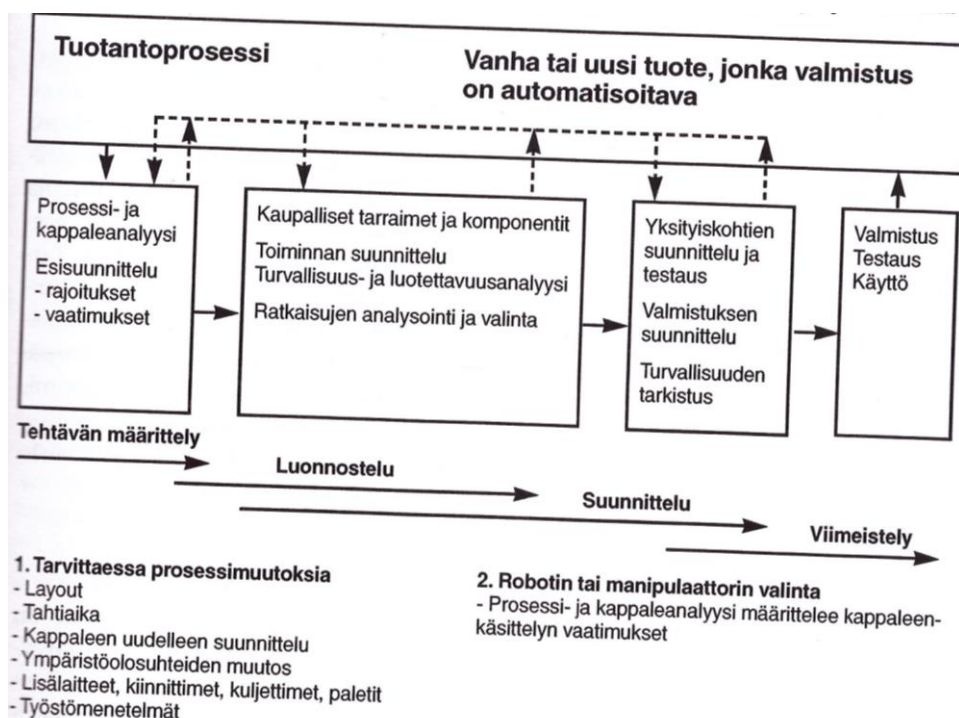 Tuotantoprosessi
Vanha tai uusi tuote, jonka valmistus
on automatisoitava
Prosessi- ja
kappaleanalyysi
Esisuunnittelu
- rajoitukset
- vaatimukset
Kaupalliset tarraimet ja komponentit
Toiminnan suunnittelu
Turvallisuus- ja luotettavuusanalyysi
Ratkaisujen analysointi ja valinta
Yksityiskohtien
suunnittelu ja
testaus
Valmistuksen
suunnittelu
Turvallisuuden
tarkistus
Valmistus
Testaus
Käyttö
Tehtävän määrittely
Luonnostelu
Suunnittelu
Viimeistely
1. Tarvittaessa prosessimuutoksia
- Layout
- Tahtiaika
- Kappaleen uudelleen suunnittelu
- Ympäristöolosuhteiden muutos
- Lisälaitteet, kiinnittimet, kuljettimet, paletit
- Työstömenetelmät
2. Robotin tai manipulaattorin valinta
- Prosessi- ja kappaleanalyysi määrittelee kappaleen-
käsittelyn vaatimukset